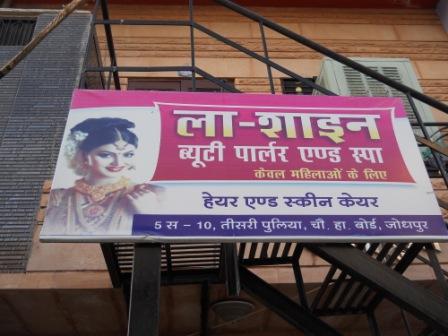 ला-शाइन
ब्यूटी पार्लर एण्ड स्पा
केवल महिलाओं के लिए
हेयर एण्ड स्कीन केयर
5 स - 10, तीसरी पुलिया, चौ. हा. बोर्ड, जोधपुर